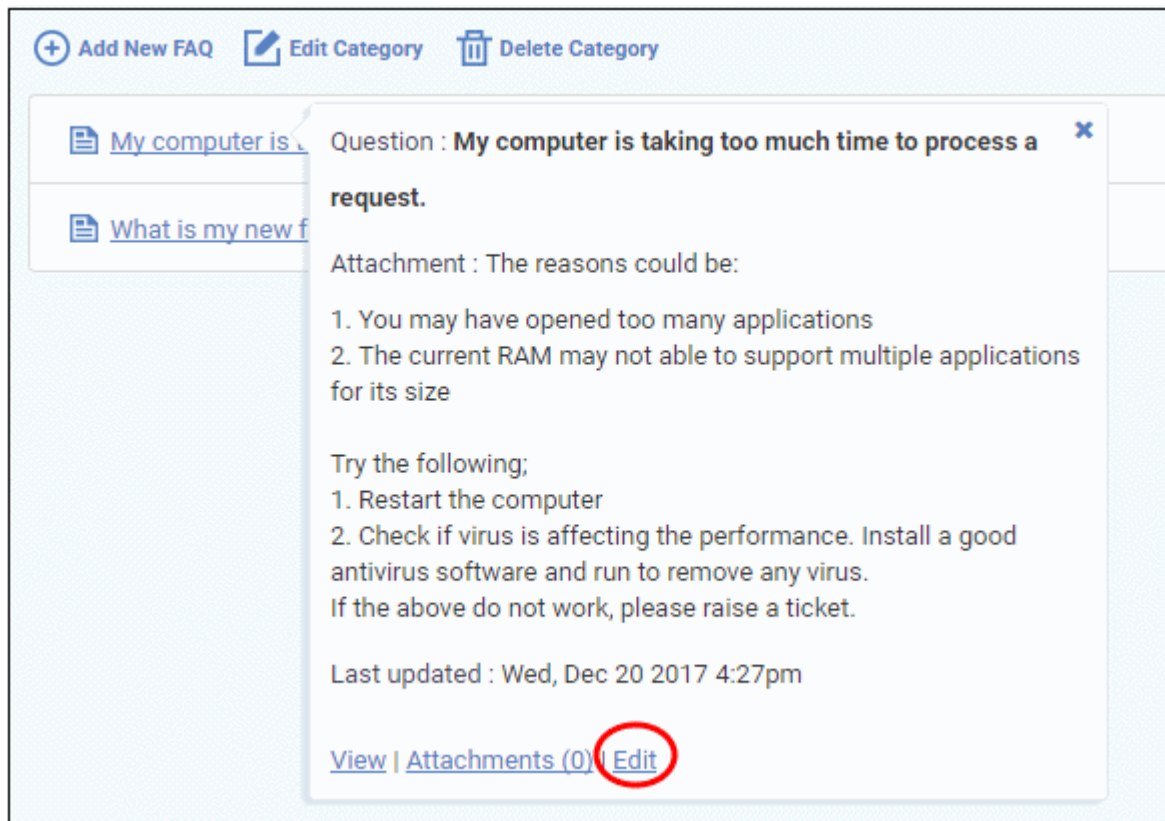 Add New FAQ Edit Category Delete Category
My computer is
Question : My computer is taking too much time to process a
request.
What is my new f
Attachment : The reasons could be:
1. You may have opened too many applications
2. The current RAM may not able to support multiple applications
for its size
Try the following;
1. Restart the computer
2. Check if virus is affecting the performance. Install a good
antivirus software and run to remove any virus.
If the above do not work, please raise a ticket.
Last updated : Wed, Dec 20 2017 4:27pm
View | Attachments (0) | Edit